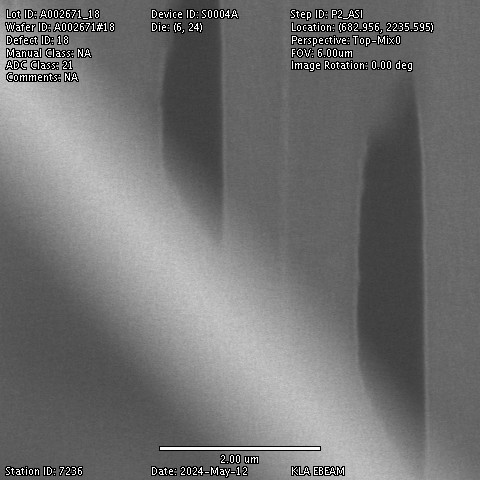 Lot ID: A002671_18 Device ID: S0004A Step ID: P2_ASI
Wafer ID: A002671#18 Die: (6, 24) Location: (682.956, 2235.595)
Defect ID: 18 Perspective: Top-Mix0
Manual Class: NA FOV: 6.00um
ADC Class: 21 Image Rotation: 0.00 deg
Comments: NA
2.00 um
Station ID: 7236 Date: 2024-May-12 KLA EBEAM